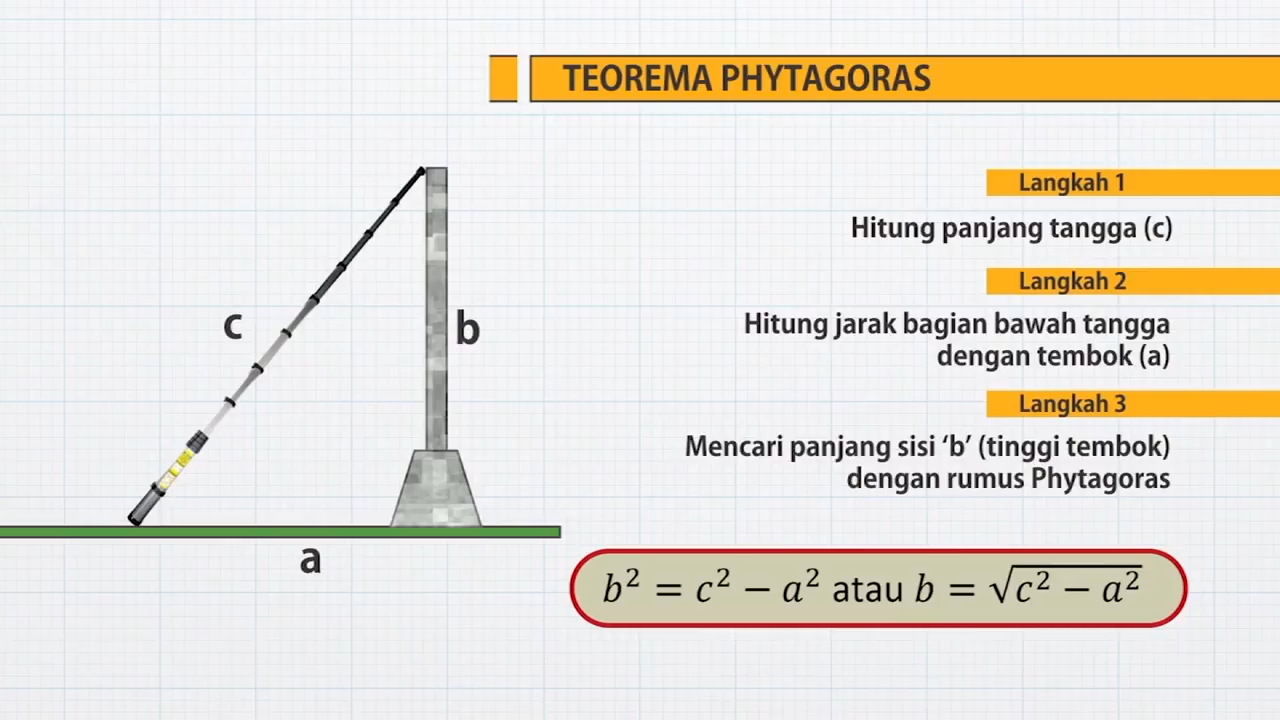 TEOREMA PHYTAGORAS
Langkah 1
Hitung panjang tangga (c)
Langkah 2
Hitung jarak bagian bawah tangga
dengan tembok (a)
Langkah 3
Mencari panjang sisi ‘b’ (tinggi tembok)
dengan rumus Phytagoras
b² = c² − a² atau b = √(c² − a²)
c
b
a